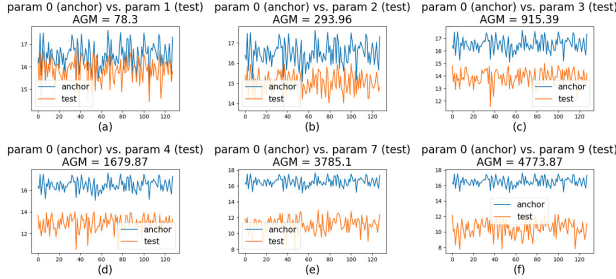 param 0 (anchor) vs. param 1 (test)
AGM = 78.3
17
16
15
anchor
test
0 20 40 60 80 100 120
(a)
param 0 (anchor) vs. param 2 (test)
AGM = 293.96
17
16
15
14
anchor
test
0 20 40 60 80 100 120
(b)
param 0 (anchor) vs. param 3 (test)
AGM = 915.39
17
16
15
14
13
12
anchor
test
0 20 40 60 80 100 120
(c)
param 0 (anchor) vs. param 4 (test)
AGM = 1679.87
16
14
12
anchor
test
0 20 40 60 80 100 120
(d)
param 0 (anchor) vs. param 7 (test)
AGM = 3785.1
18
16
14
12
10
8
anchor
test
0 20 40 60 80 100 120
(e)
param 0 (anchor) vs. param 9 (test)
AGM = 4773.87
18
16
14
12
10
8
anchor
test
0 20 40 60 80 100 120
(f)